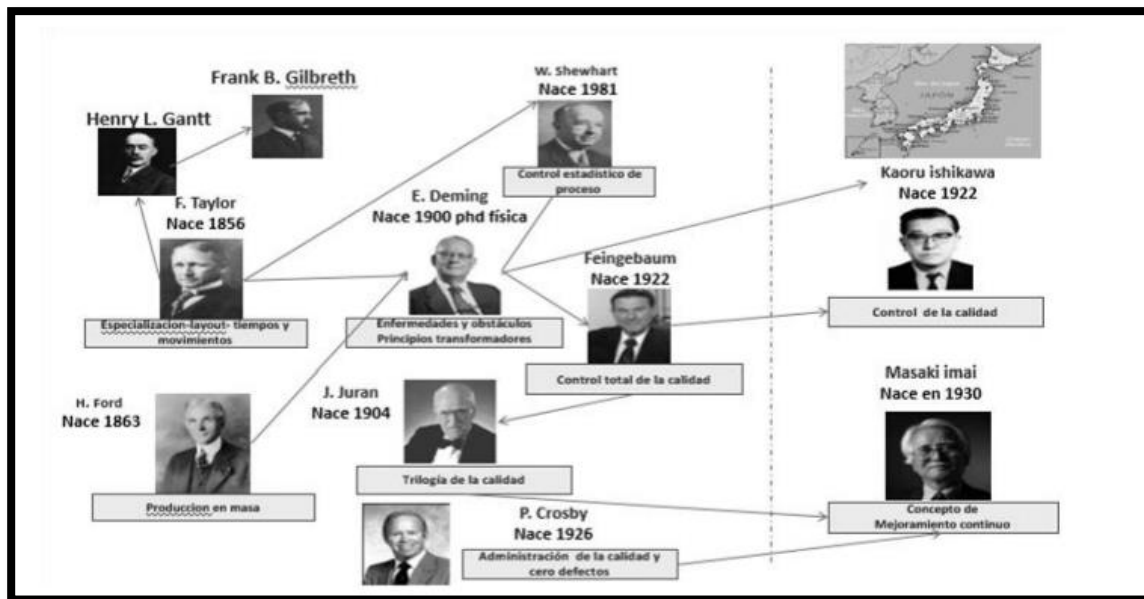 Frank B. Gilbreth
Henry L. Gantt
W. Shewhart
Nace 1981
Control estadístico de
proceso
JAPÓN
Kaoru ishikawa
Nace 1922
F. Taylor
Nace 1856
E. Deming
Nace 1900 phd física
Feingebaum
Nace 1922
Especializacion-layout- tiempos y
movimientos
Enfermedades y obstáculos
Principios transformadores
Control de la calidad
Control total de la calidad
H. Ford
Nace 1863
J. Juran
Nace 1904
Masaki imai
Nace en 1930
Produccion en masa
Trilogía de la calidad
Concepto de
Mejoramiento continuo
P. Crosby
Nace 1926
Administración de la calidad y
cero defectos